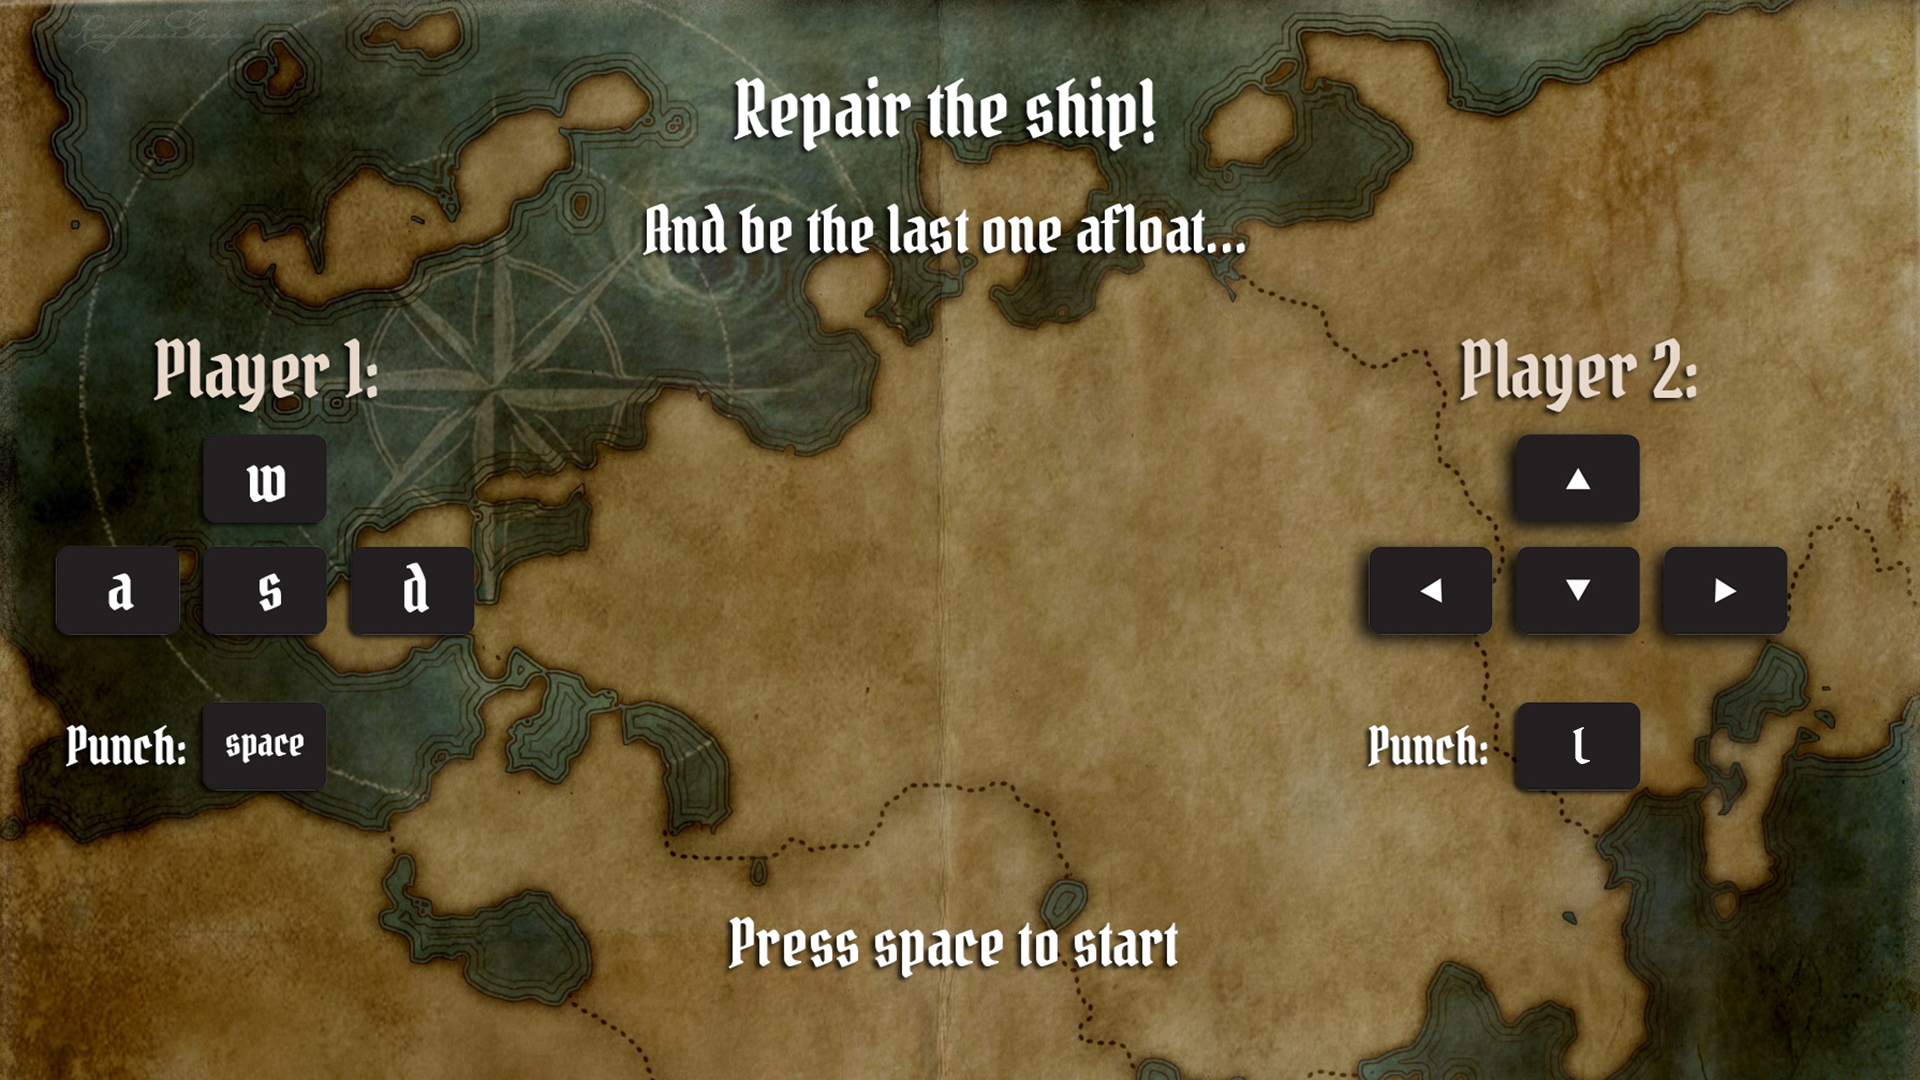 Repair the ship!
And be the last one afloat...
Player 1:
w
a s d
Punch: space
Player 2:
▲
◀ ▼ ▶
Punch: l
Press space to start